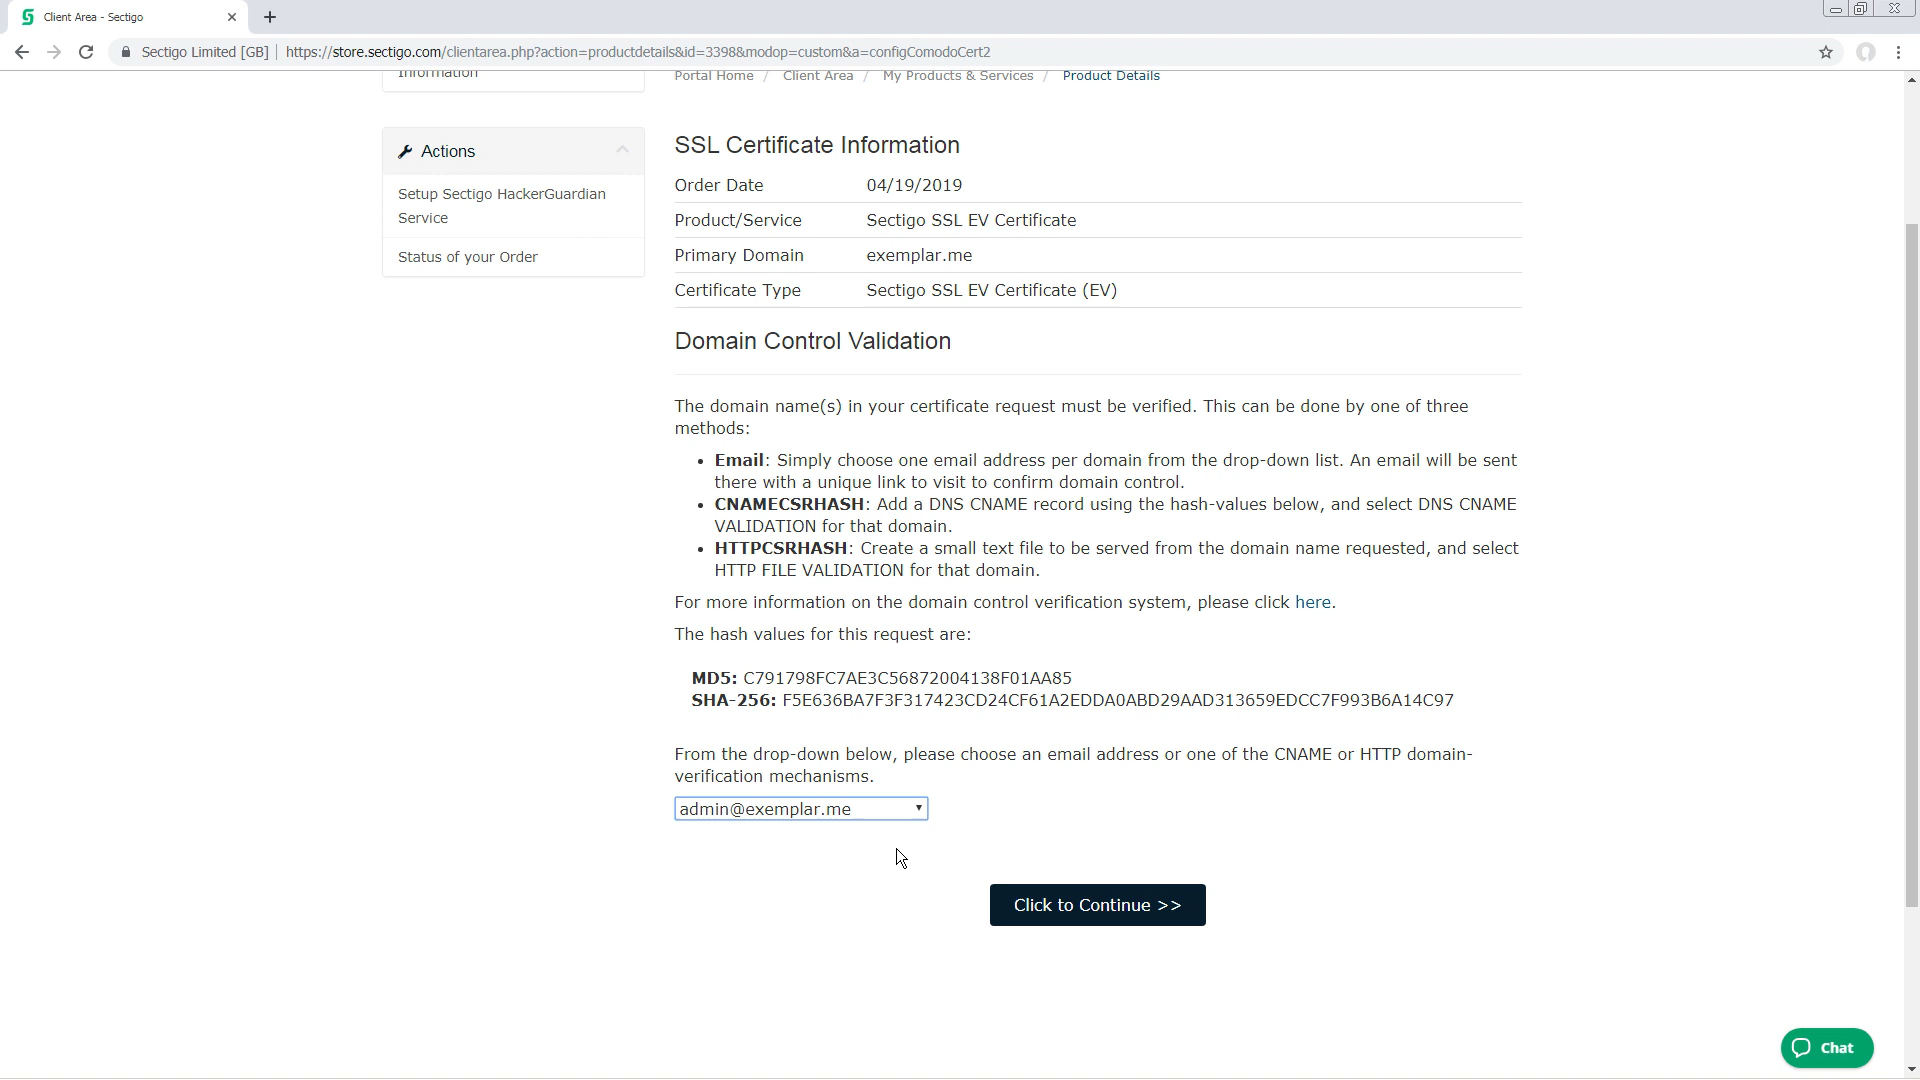 Client Area - Sectigo
Sectigo Limited [GB] | https://store.sectigo.com/clientarea.php?action=productdetails&id=3398&modop=custom&a=configComodoCert2
Information
Portal Home / Client Area / My Products & Services / Product Details
Actions
Setup Sectigo HackerGuardian
Service
Status of your Order
SSL Certificate Information
Order Date 04/19/2019
Product/Service Sectigo SSL EV Certificate
Primary Domain exemplar.me
Certificate Type Sectigo SSL EV Certificate (EV)
Domain Control Validation
The domain name(s) in your certificate request must be verified. This can be done by one of three
methods:
• Email: Simply choose one email address per domain from the drop-down list. An email will be sent
there with a unique link to visit to confirm domain control.
• CNAMECSRHASH: Add a DNS CNAME record using the hash-values below, and select DNS CNAME
VALIDATION for that domain.
• HTTPCSRHASH: Create a small text file to be served from the domain name requested, and select
HTTP FILE VALIDATION for that domain.
For more information on the domain control verification system, please click here.
The hash values for this request are:
MD5: C791798FC7AE3C56872004138F01AA85
SHA-256: F5E636BA7F3F317423CD24CF61A2EDDA0ABD29AAD313659EDCC7F993B6A14C97
From the drop-down below, please choose an email address or one of the CNAME or HTTP domain-
verification mechanisms.
admin@exemplar.me
Click to Continue >>
Chat